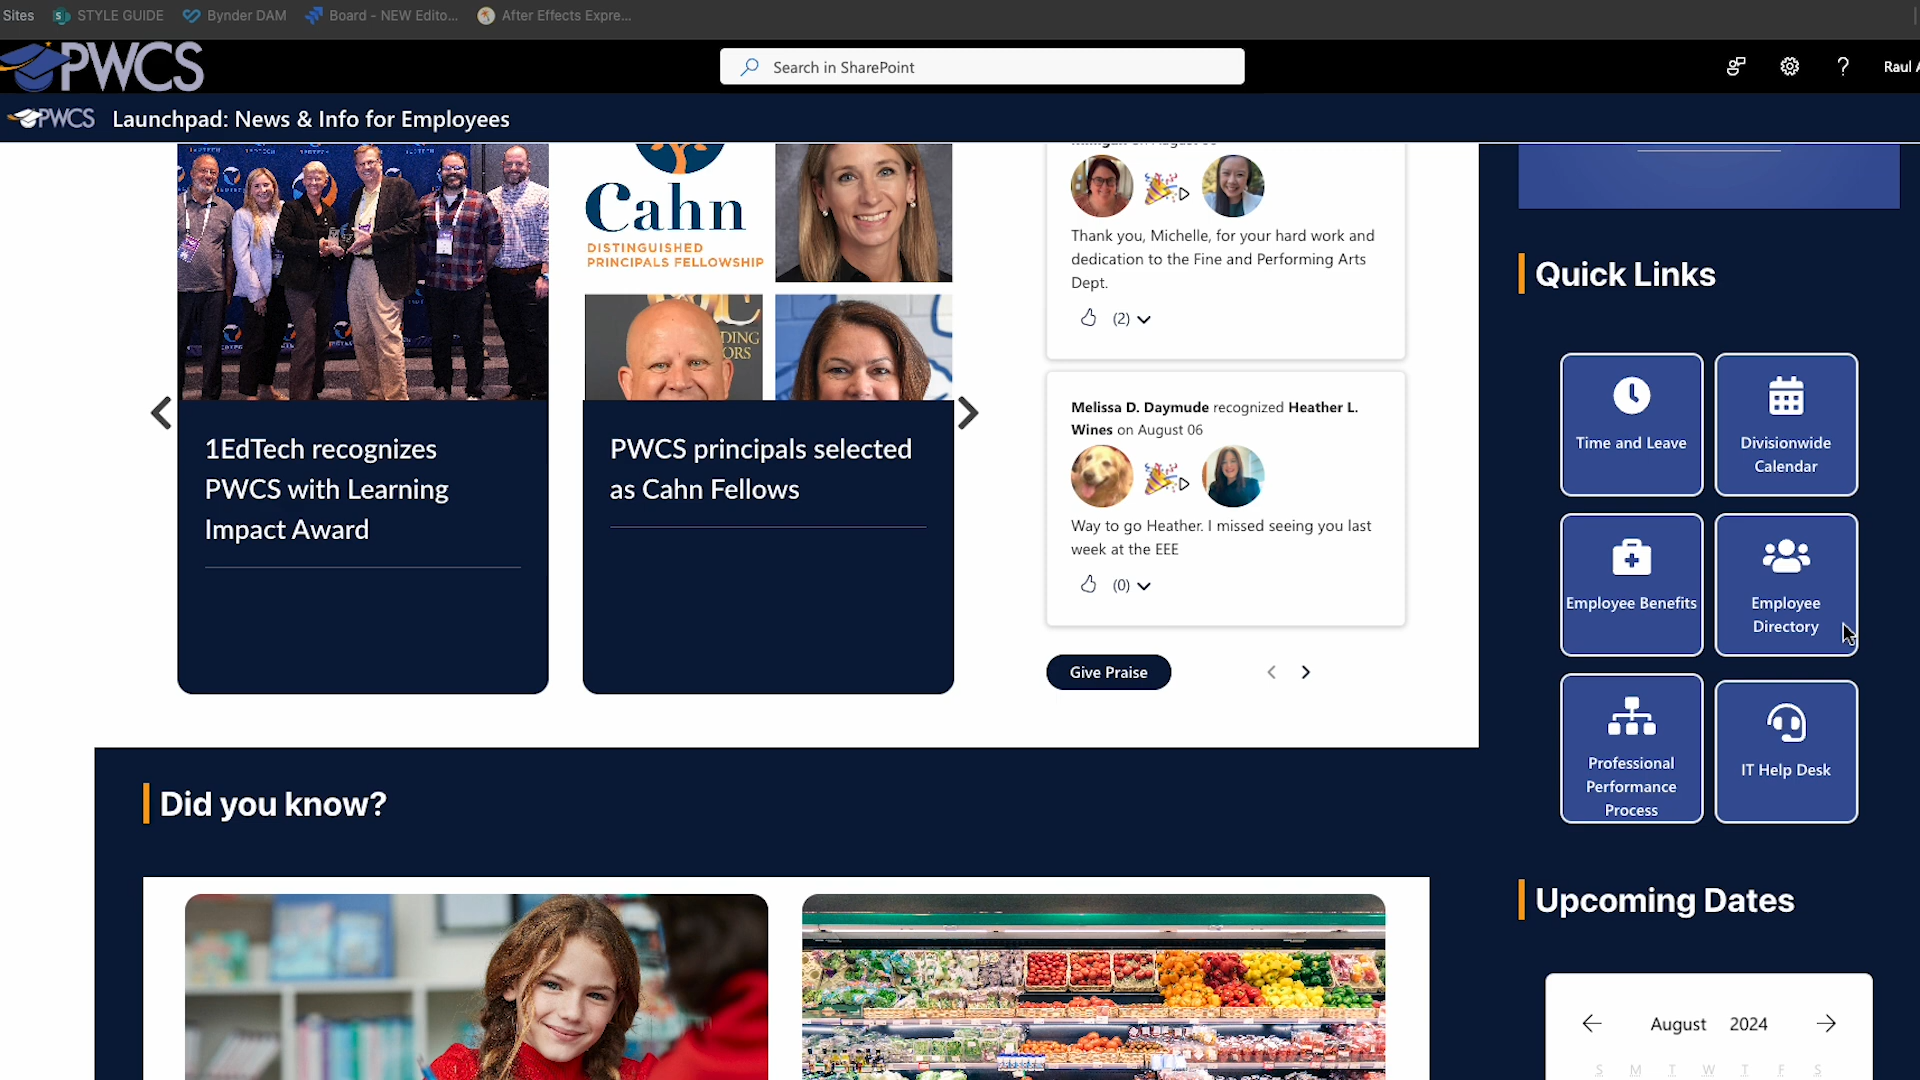 Sites
STYLE GUIDE
Bynder DAM
Board - NEW Edito...
After Effects Expre...
PWCS
Search in SharePoint
?
Raul
PWCS
Launchpad: News & Info for Employees
Cahn
DISTINGUISHED
PRINCIPALS FELLOWSHIP
1EdTech recognizes
PWCS with Learning
Impact Award
PWCS principals selected
as Cahn Fellows
Thank you, Michelle, for your hard work and
dedication to the Fine and Performing Arts
Dept.
(2)
Melissa D. Daymude recognized Heather L.
Wines on August 06
Way to go Heather. I missed seeing you last
week at the EEE
(0)
Give Praise
Did you know?
Quick Links
Time and Leave
Divisionwide
Calendar
Employee Benefits
Employee
Directory
Professional
Performance
Process
IT Help Desk
Upcoming Dates
August 2024
S M T W T F S